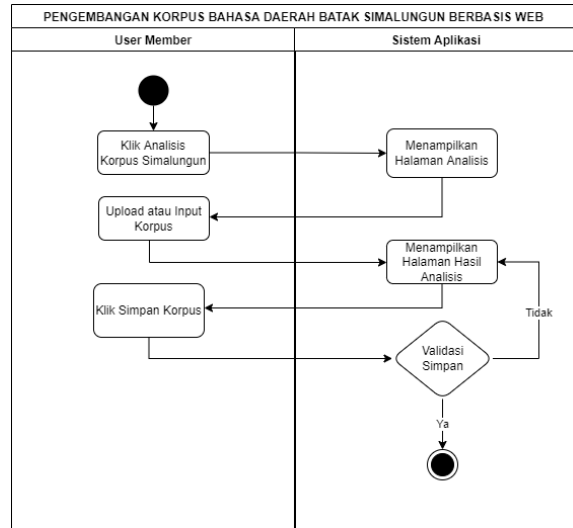 PENGEMBANGAN KORPUS BAHASA DAERAH BATAK SIMALUNGUN BERBASIS WEB
User Member
Sistem Aplikasi
Klik Analisis
Korpus Simalungun
Menampilkan
Halaman Analisis
Upload atau Input
Korpus
Menampilkan
Halaman Hasil
Analisis
Klik Simpan Korpus
Tidak
Validasi
Simpan
Ya